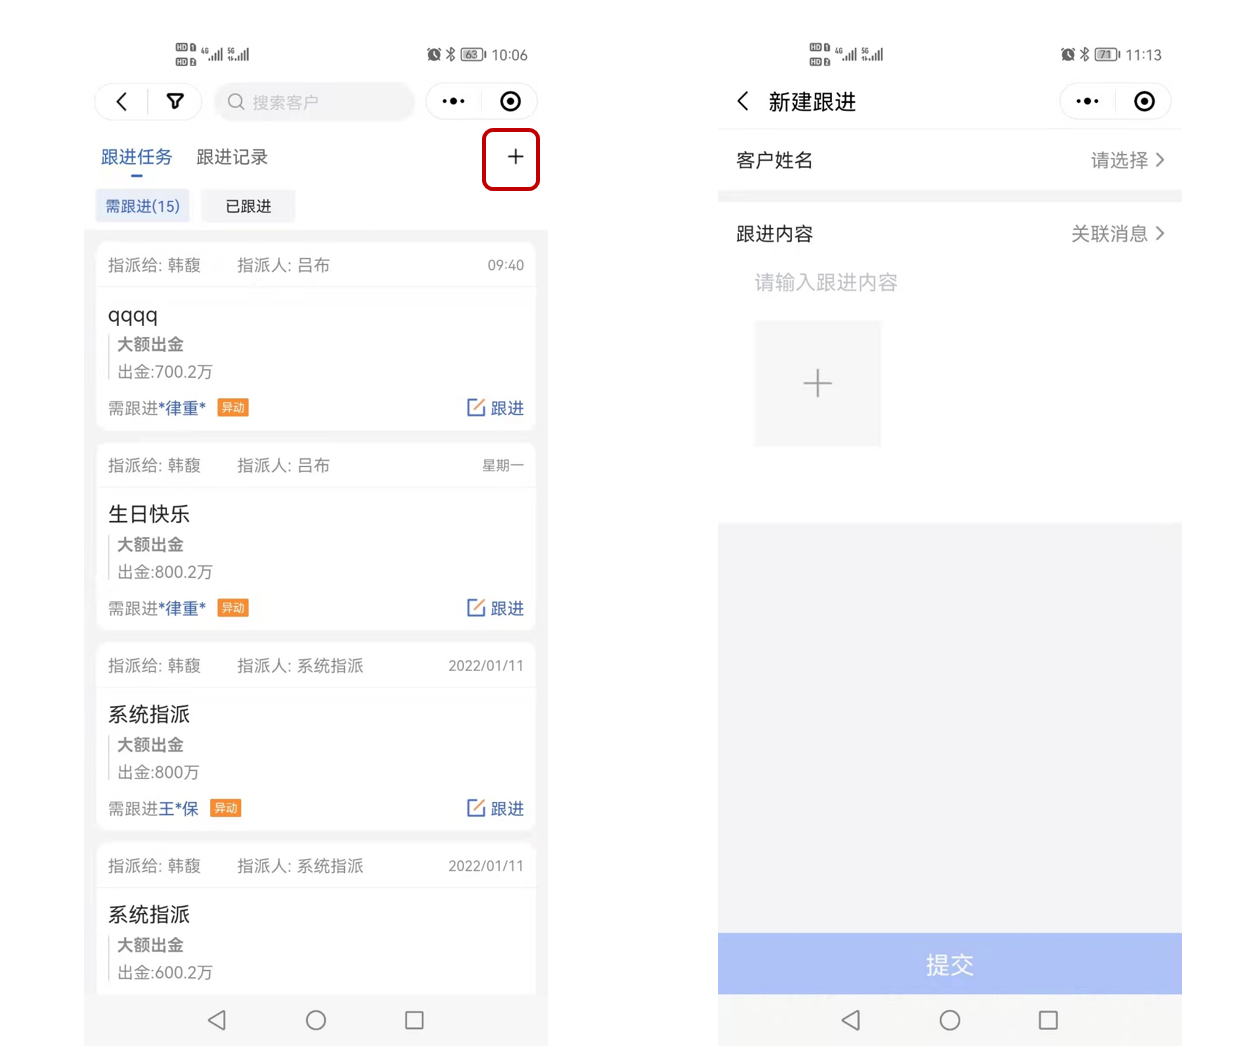 HD 1 HD 2 4G 5G 63 10:06
搜索客户
跟进任务 跟进记录
需跟进(15) 已跟进
指派给: 韩馥 指派人: 吕布 09:40
qqqq
大额出金
出金:700.2万
需跟进*律重* 异动 跟进
指派给: 韩馥 指派人: 吕布 星期一
生日快乐
大额出金
出金:800.2万
需跟进*律重* 异动 跟进
指派给: 韩馥 指派人: 系统指派 2022/01/11
系统指派
大额出金
出金:800万
需跟进王*保 异动 跟进
指派给: 韩馥 指派人: 系统指派 2022/01/11
系统指派
大额出金
出金:600.2万
HD 1 HD 2 4G 5G 71 11:13
新建跟进
客户姓名 请选择
跟进内容 关联消息
请输入跟进内容
提交